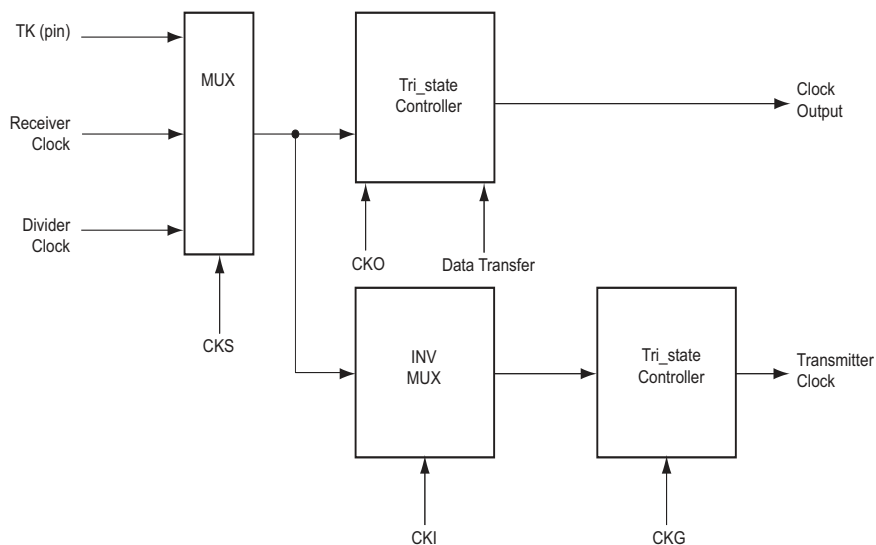 TK (pin)
MUX
Tri_state
Controller
Clock
Output
Receiver
Clock
Divider
Clock
CKO
Data Transfer
CKS
INV
MUX
Tri_state
Controller
Transmitter
Clock
CKI
CKG